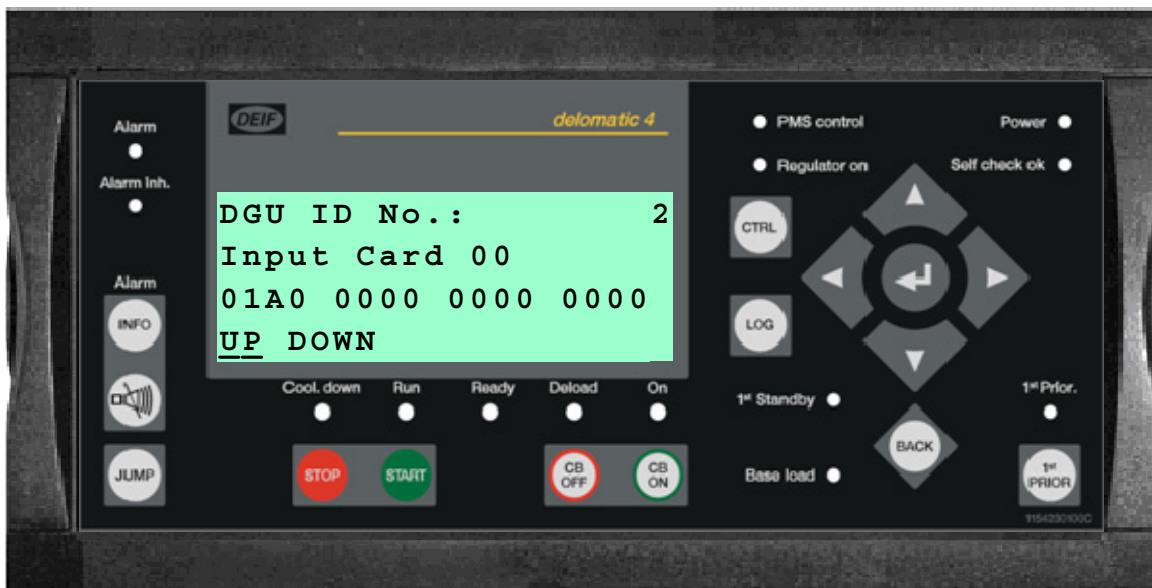 DEIF
delomatic 4
Alarm
Alarm Inh.
PMS control
Power
Regulator on
Self check ok
DGU ID No.: 2
Input Card 00
01A0 0000 0000 0000
UP DOWN
CTRL
Alarm
INFO
LOG
JUMP
Cool. down
Run
Ready
Deload
On
STOP
START
CB OFF
CB ON
1st Standby
Base load
BACK
1st Prior.
1st PRIOR
1154230100C